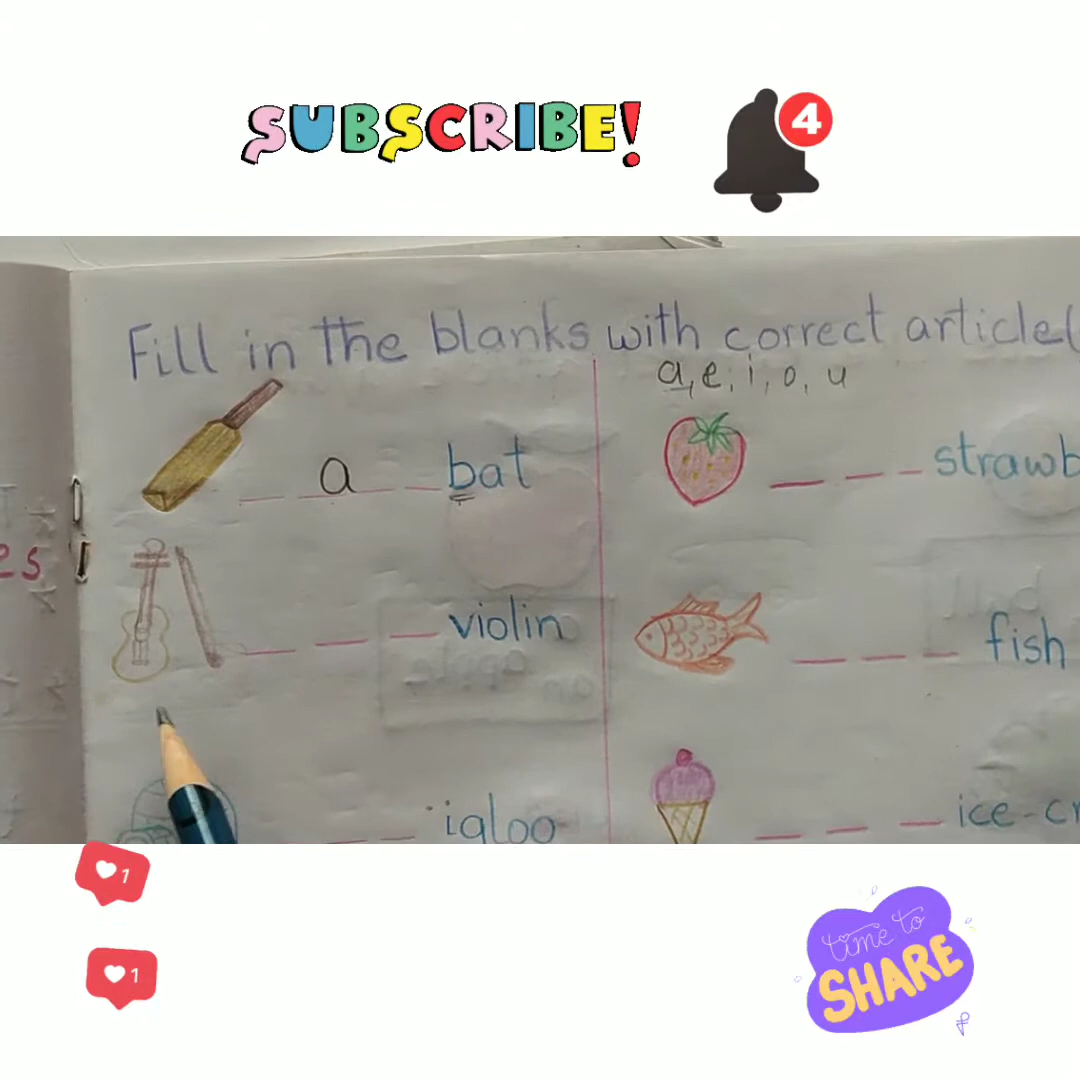 SUBSCRIBE!
4
Fill in the blanks with correct article(
a, e, i, o, u
_ a _ bat
_ _ _ strawb
es
_ _ _ violin
_ _ _ fish
_ _ _ igloo
_ _ _ ice-cr
1
1
time to
SHARE